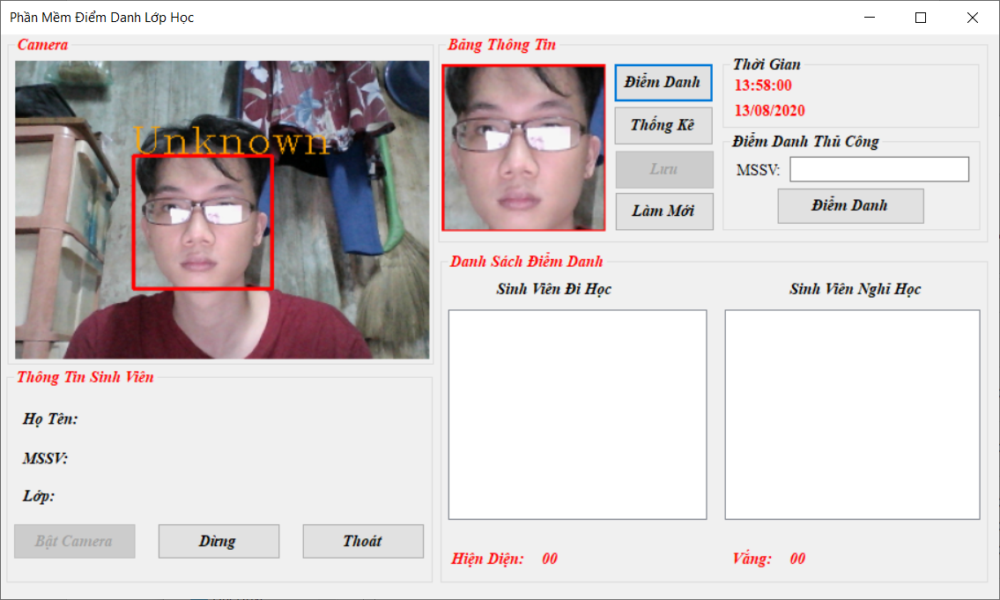 Phần Mềm Điểm Danh Lớp Học
Camera
Unknown
Thông Tin Sinh Viên
Họ Tên:
MSSV:
Lớp:
Bật Camera
Dừng
Thoát
Bảng Thông Tin
Điểm Danh
Thống Kê
Lưu
Làm Mới
Thời Gian
13:58:00
13/08/2020
Điểm Danh Thủ Công
MSSV:
Điểm Danh
Danh Sách Điểm Danh
Sinh Viên Đi Học
Sinh Viên Nghỉ Học
Hiện Diện: 00
Vắng: 00